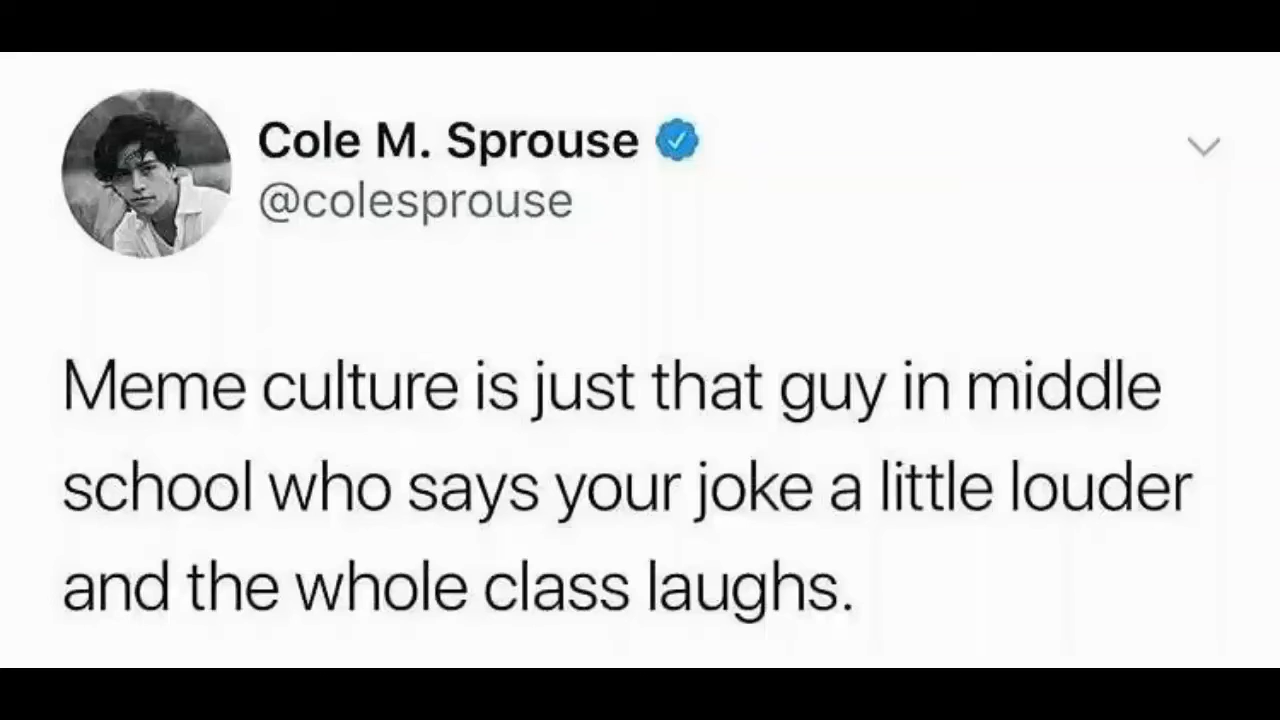 Cole M. Sprouse
@colesprouse
Meme culture is just that guy in middle
school who says your joke a little louder
and the whole class laughs.